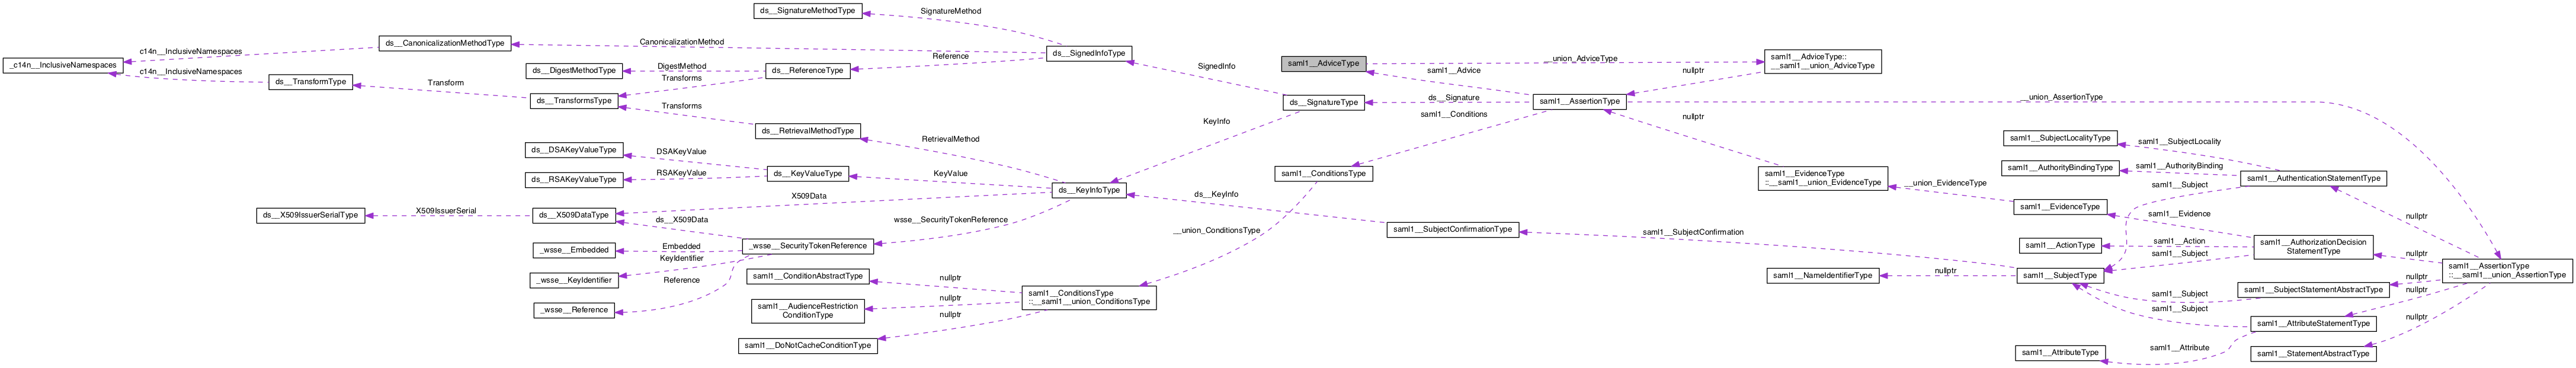 ds__SignatureMethodType
SignatureMethod
ds__CanonicalizationMethodType
CanonicalizationMethod
c14n__InclusiveNamespaces
_c14n__InclusiveNamespaces
c14n__InclusiveNamespaces
ds__TransformType
Transform
ds__DigestMethodType
DigestMethod
Transforms
ds__ReferenceType
Reference
ds__SignedInfoType
ds__TransformsType
Transforms
ds__RetrievalMethodType
RetrievalMethod
SignedInfo
saml1__AdviceType
__union_AdviceType
saml1__AdviceType::
__saml1__union_AdviceType
saml1__Advice
nullptr
ds__SignatureType
ds__Signature
saml1__AssertionType
__union_AssertionType
KeyInfo
saml1__Conditions
nullptr
ds__DSAKeyValueType
DSAKeyValue
ds__RSAKeyValueType
RSAKeyValue
ds__KeyValueType
KeyValue
ds__KeyInfoType
X509Data
saml1__ConditionsType
ds__X509IssuerSerialType
X509IssuerSerial
ds__X509DataType
ds__X509Data
wsse__SecurityTokenReference
ds__KeyInfo
saml1__SubjectConfirmationType
saml1__SubjectConfirmation
_wsse__Embedded
Embedded
_wsse__SecurityTokenReference
KeyIdentifier
_wsse__KeyIdentifier
Reference
_wsse__Reference
__union_ConditionsType
saml1__ConditionAbstractType
nullptr
saml1__AudienceRestriction
ConditionType
nullptr
saml1__ConditionsType
::__saml1__union_ConditionsType
nullptr
saml1__DoNotCacheConditionType
saml1__EvidenceType
::__saml1__union_EvidenceType
__union_EvidenceType
saml1__SubjectLocalityType
saml1__SubjectLocality
saml1__AuthorityBindingType
saml1__AuthorityBinding
saml1__AuthenticationStatementType
saml1__Subject
saml1__EvidenceType
saml1__Evidence
nullptr
saml1__ActionType
saml1__Action
saml1__AuthorizationDecision
StatementType
saml1__Subject
nullptr
saml1__NameIdentifierType
nullptr
saml1__SubjectType
saml1__AssertionType
::__saml1__union_AssertionType
nullptr
saml1__SubjectStatementAbstractType
saml1__Subject
nullptr
saml1__Subject
saml1__AttributeStatementType
nullptr
saml1__AttributeType
saml1__Attribute
saml1__StatementAbstractType